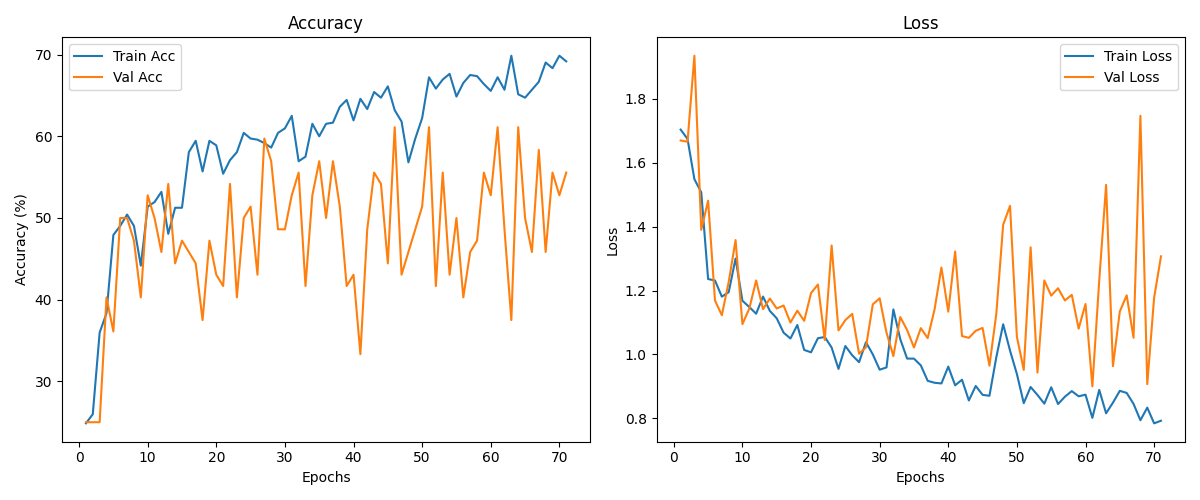 Accuracy
Train Acc
Val Acc
Accuracy (%)
70
60
50
40
30
0 10 20 30 40 50 60 70
Epochs
Loss
Train Loss
Val Loss
Loss
1.8
1.6
1.4
1.2
1.0
0.8
0 10 20 30 40 50 60 70
Epochs